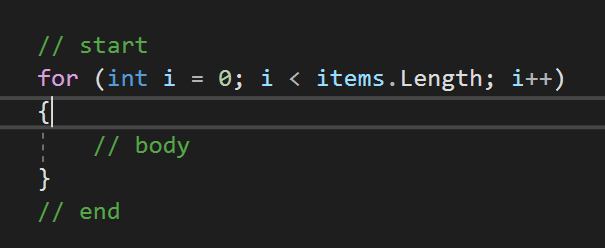 // start
for (int i = 0; i < items.Length; i++)
{
    // body
}
// end